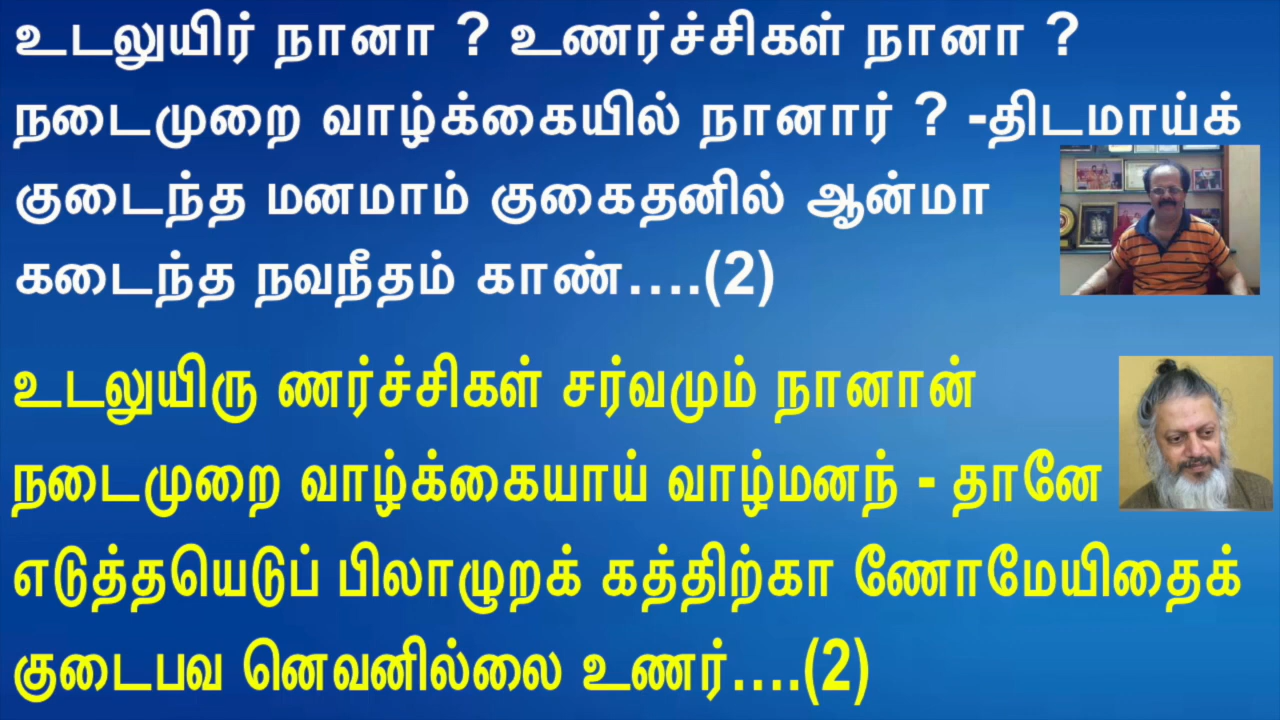 உடலுயிர் நானா ? உணர்ச்சிகள் நானா ?
நடைமுறை வாழ்க்கையில் நானார் ? -திடமாய்க்
குடைந்த மனமாம் குகைதனில் ஆன்மா
கடைந்த நவநீதம் காண்....(2)
உடலுயிரு ணர்ச்சிகள் சர்வமும் நானான்
நடைமுறை வாழ்க்கையாய் வாழ்மனந் - தானே
எடுத்தயெடுப் பிலாழுறக் கத்திற்கா ணோமேயிதைக்
குடைபவ னெவனில்லை உணர்....(2)